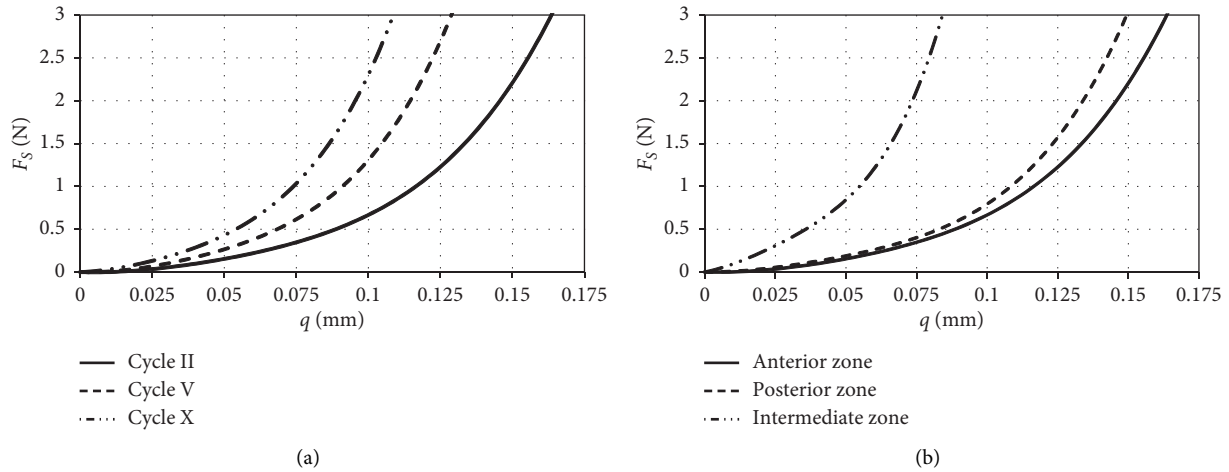 3
2.5
2
1.5
1
0.5
0
F_S (N)
0 0.025 0.05 0.075 0.1 0.125 0.15 0.175
q (mm)
Cycle II
Cycle V
Cycle X
(a)
3
2.5
2
1.5
1
0.5
0
F_S (N)
0 0.025 0.05 0.075 0.1 0.125 0.15 0.175
q (mm)
Anterior zone
Posterior zone
Intermediate zone
(b)